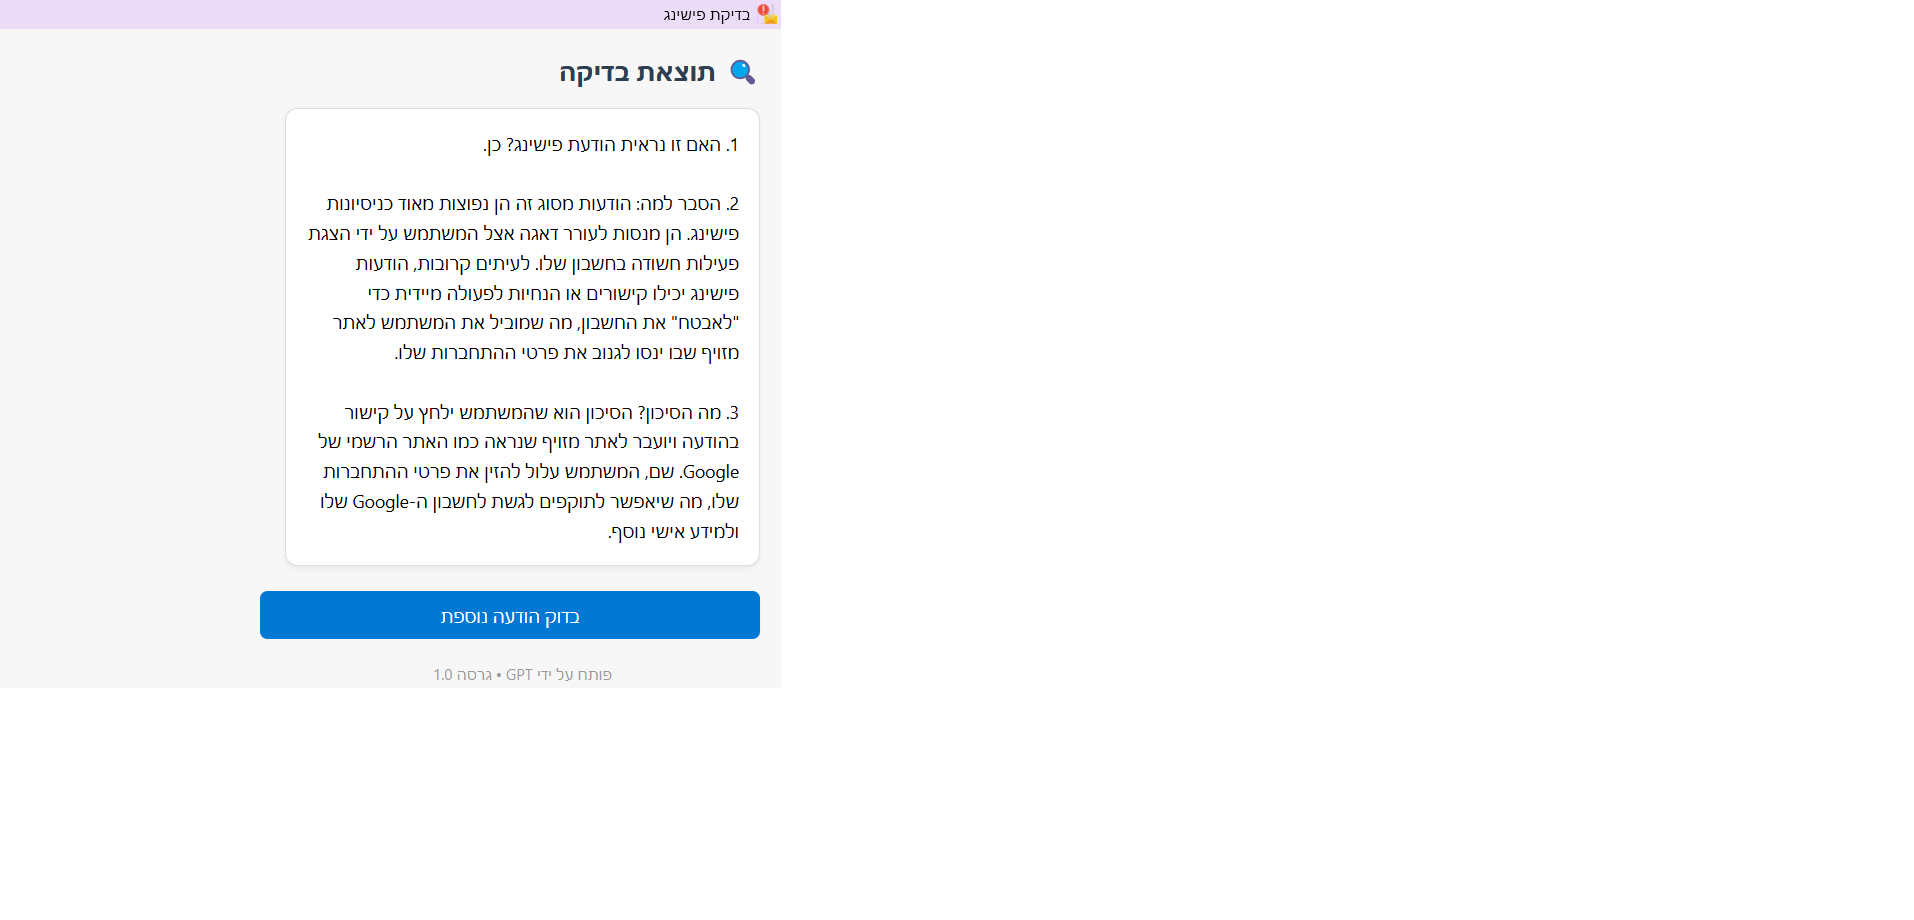 בדיקת פישינג
תוצאת בדיקה
1. האם זו נראית הודעת פישינג? כן.
2. הסבר למה: הודעות מסוג זה הן נפוצות מאוד כניסיונות
פישינג. הן מנסות לעורר דאגה אצל המשתמש על ידי הצגת
פעילות חשודה בחשבון שלו. לעיתים קרובות, הודעות
פישינג יכילו קישורים או הנחיות לפעולה מיידית כדי
"לאבטח" את החשבון, מה שמוביל את המשתמש לאתר
מזויף שבו ינסו לגנוב את פרטי ההתחברות שלו.
3. מה הסיכון? הסיכון הוא שהמשתמש ילחץ על קישור
בהודעה ויועבר לאתר מזויף שנראה כמו האתר הרשמי של
Google. שם, המשתמש עלול להזין את פרטי ההתחברות
שלו, מה שיאפשר לתוקפים לגשת לחשבון ה-Google שלו
ולמידע אישי נוסף.
בדוק הודעה נוספת
פותח על ידי GPT • גרסה 1.0